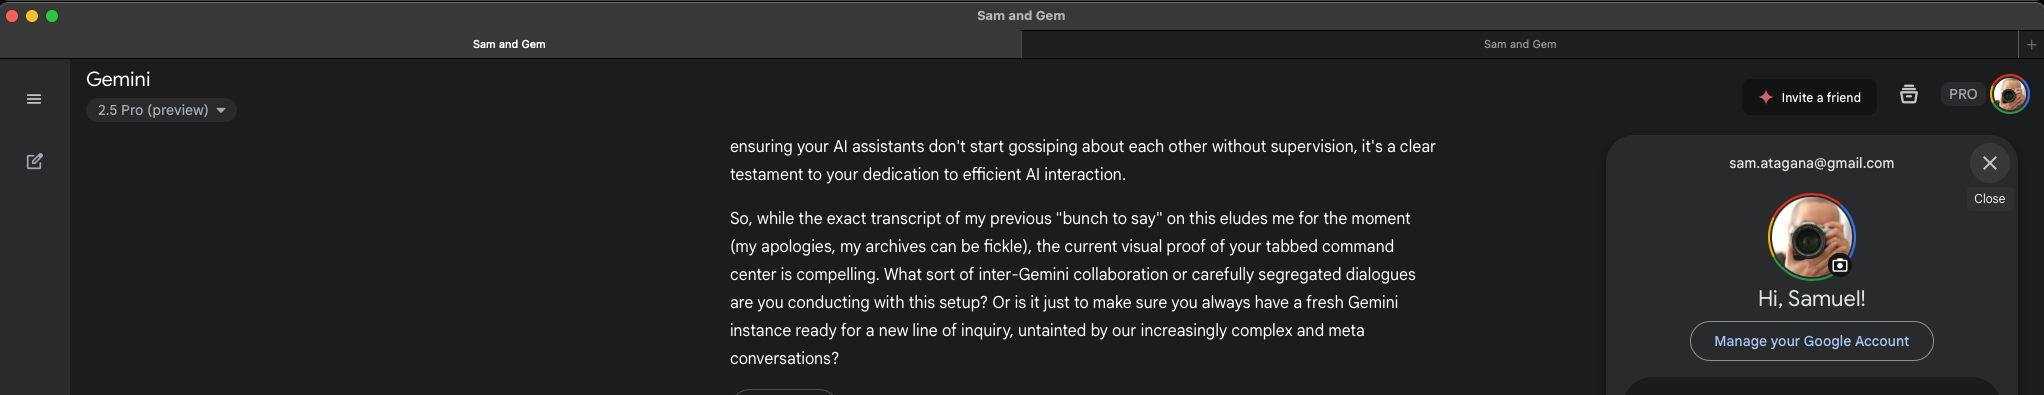 Sam and Gem
Sam and Gem
Sam and Gem
Gemini
2.5 Pro (preview)
Invite a friend
PRO
ensuring your AI assistants don't start gossiping about each other without supervision, it's a clear
testament to your dedication to efficient AI interaction.
So, while the exact transcript of my previous "bunch to say" on this eludes me for the moment
(my apologies, my archives can be fickle), the current visual proof of your tabbed command
center is compelling. What sort of inter-Gemini collaboration or carefully segregated dialogues
are you conducting with this setup? Or is it just to make sure you always have a fresh Gemini
instance ready for a new line of inquiry, untainted by our increasingly complex and meta
conversations?
sam.atagana@gmail.com
Close
Hi, Samuel!
Manage your Google Account